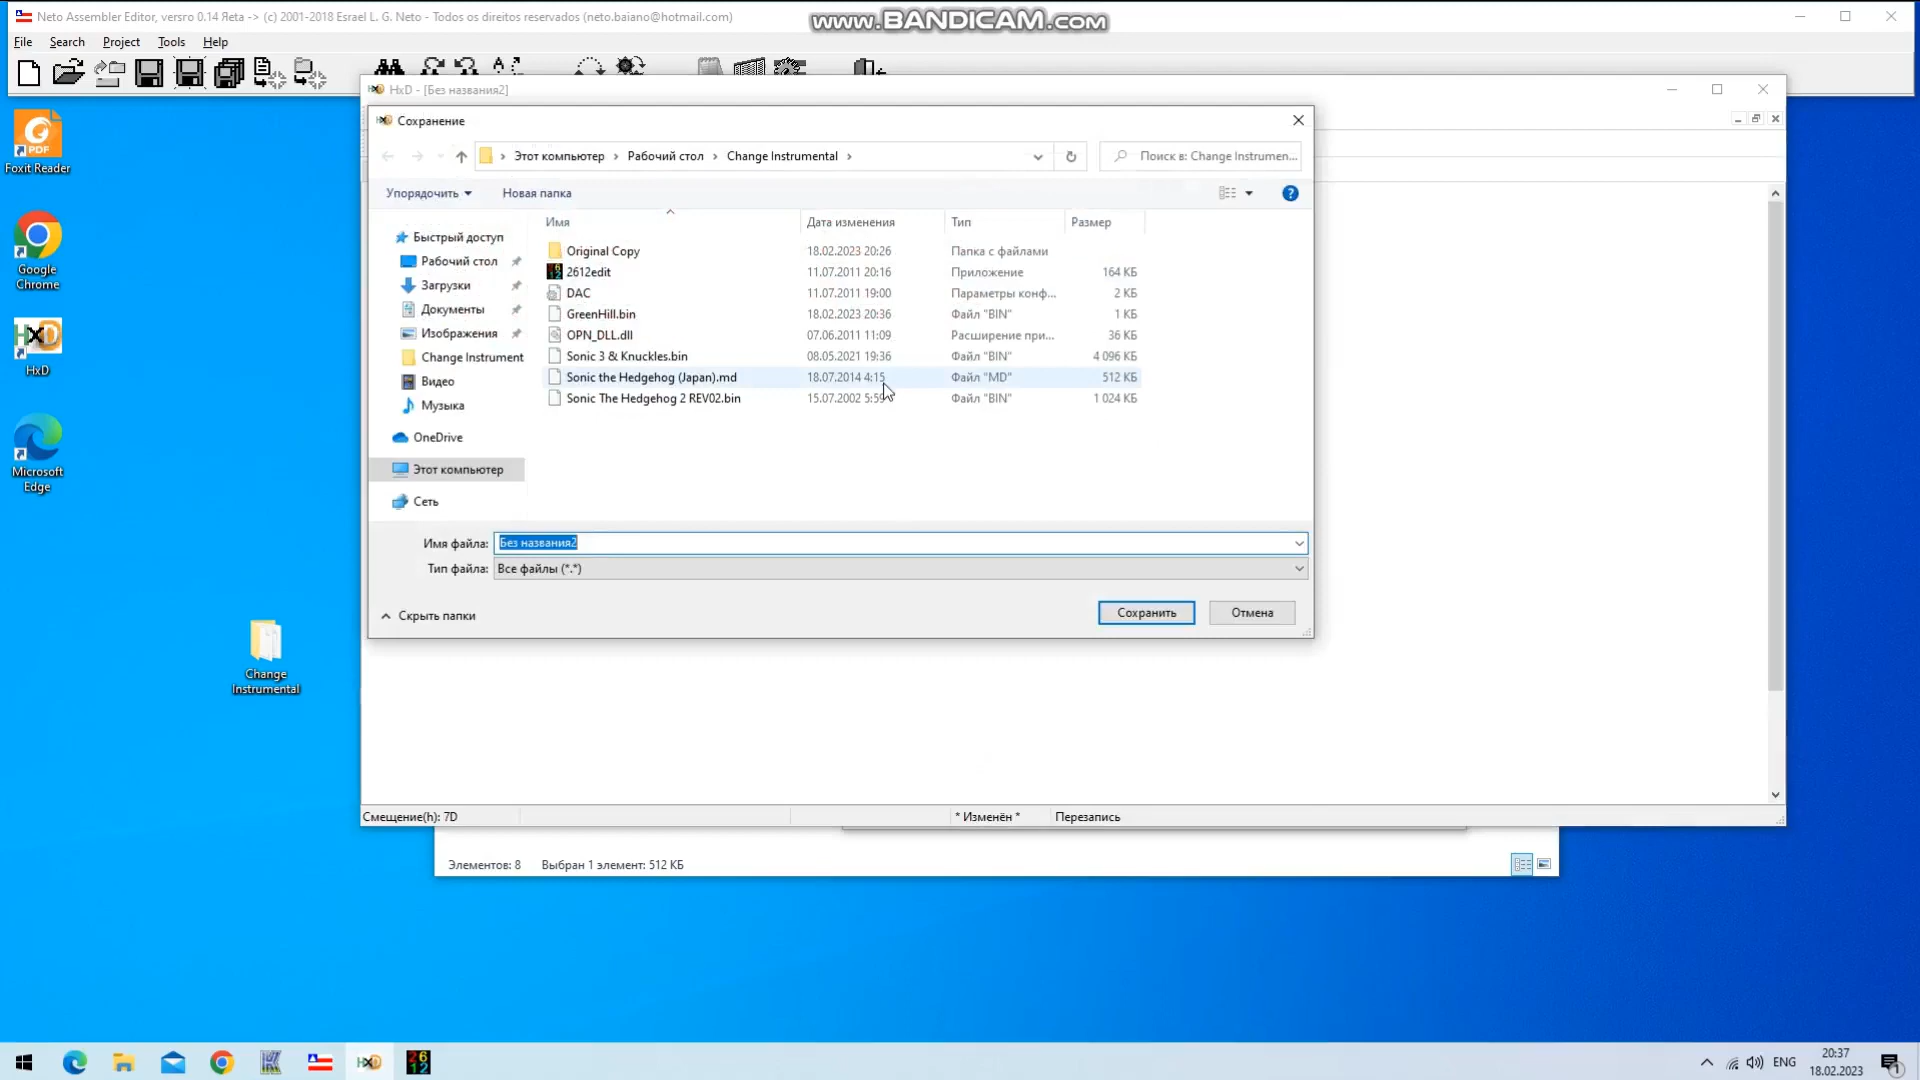 Neto Assembler Editor, versro 0.14 Яeta -> (c) 2001-2018 Esrael L. G. Neto - Todos os direitos reservados (neto.baiano@hotmail.com)
www.BANDICAM.com
File Search Project Tools Help
HxD - [Без названия2]
Сохранение
Этот компьютер > Рабочий стол > Change Instrumental >
Поиск в: Change Instrumen...
Упорядочить
Новая папка
Имя Дата изменения Тип Размер
Быстрый доступ
Рабочий стол
Загрузки
Документы
Изображения
Change Instrument
Видео
Музыка
OneDrive
Этот компьютер
Сеть
Original Copy 18.02.2023 20:26 Папка с файлами
2612edit 11.07.2011 20:16 Приложение 164 КБ
DAC 11.07.2011 19:00 Параметры конф... 2 КБ
GreenHill.bin 18.02.2023 20:36 Файл "BIN" 1 КБ
OPN_DLL.dll 07.06.2011 11:09 Расширение при... 36 КБ
Sonic 3 & Knuckles.bin 08.05.2021 19:36 Файл "BIN" 4 096 КБ
Sonic the Hedgehog (Japan).md 18.07.2014 4:15 Файл "MD" 512 КБ
Sonic The Hedgehog 2 REV02.bin 15.07.2002 5:59 Файл "BIN" 1 024 КБ
Имя файла: Без названия2
Тип файла: Все файлы (*.*)
Скрыть папки
Сохранить
Отмена
Foxit Reader
Google
Chrome
HxD
Microsoft
Edge
Change
Instrumental
Смещение(h): 7D
* Изменён *
Перезапись
Элементов: 8
Выбран 1 элемент: 512 КБ
ENG
20:37
18.02.2023